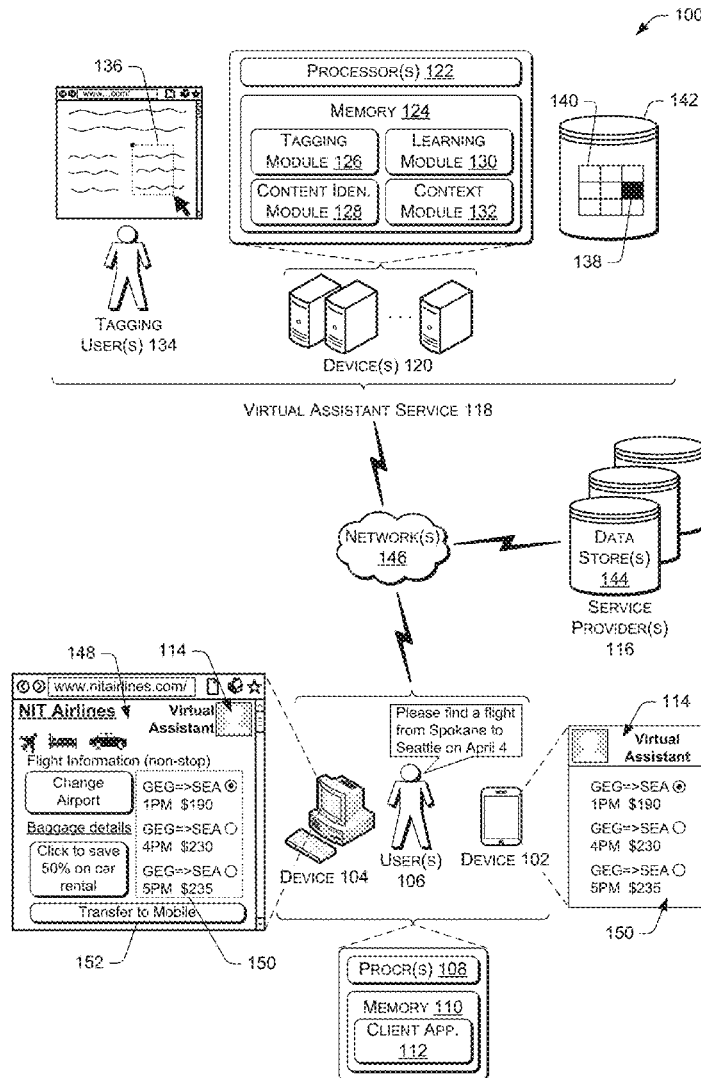 100
136
www...com/
PROCESSOR(S) 122
MEMORY 124
TAGGING MODULE 126
LEARNING MODULE 130
CONTENT IDEN. MODULE 128
CONTEXT MODULE 132
140
142
138
TAGGING
USER(S) 134
...
DEVICE(S) 120
VIRTUAL ASSISTANT SERVICE 118
NETWORK(S)
146
DATA
STORE(S)
144
SERVICE
PROVIDER(S)
116
148
114
www.nitairlines.com/
NIT Airlines
Virtual
Assistant
Flight Information (non-stop)
Change
Airport
Baggage details
Click to save
50% on car
rental
GEG=>SEA
1PM $190
GEG=>SEA
4PM $230
GEG=>SEA
5PM $235
Transfer to Mobile
152
150
Please find a flight
from Spokane to
Seattle on April 4
DEVICE 104
USER(S)
106
DEVICE 102
114
Virtual
Assistant
GEG=>SEA
1PM $190
GEG=>SEA
4PM $230
GEG=>SEA
5PM $235
150
PROCR(S) 108
MEMORY 110
CLIENT APP.
112